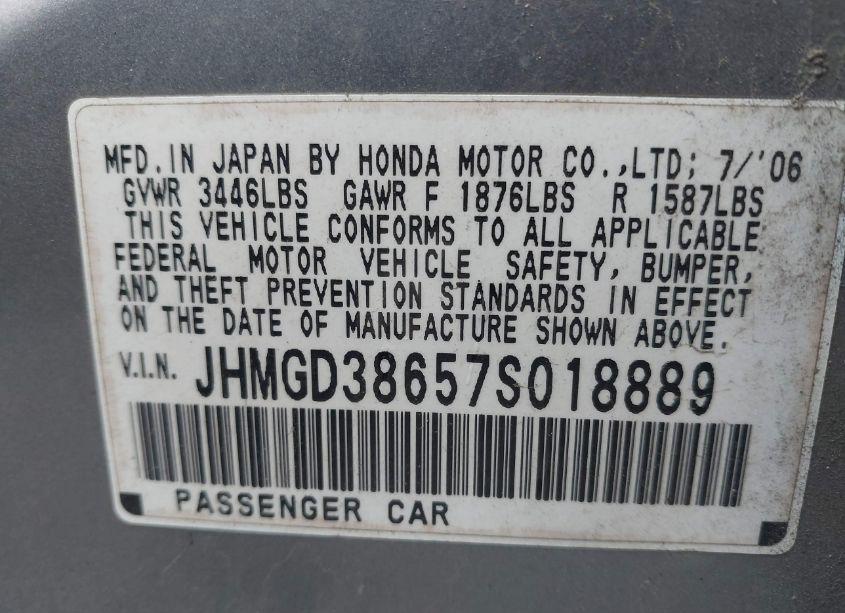 MFD. IN JAPAN BY HONDA MOTOR CO.,LTD; 7/'06
GVWR 3446LBS GAWR F 1876LBS R 1587LBS
THIS VEHICLE CONFORMS TO ALL APPLICABLE
FEDERAL MOTOR VEHICLE SAFETY, BUMPER,
AND THEFT PREVENTION STANDARDS IN EFFECT
ON THE DATE OF MANUFACTURE SHOWN ABOVE.
V.I.N. JHMGD38657S018889
PASSENGER CAR